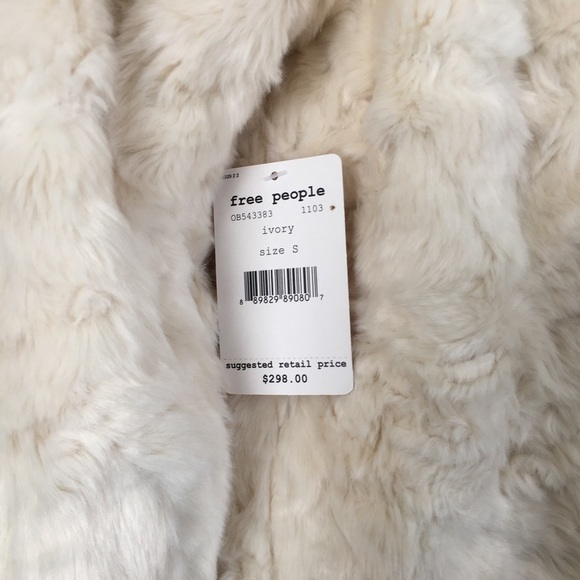 free people
OB543383 1103
ivory
size S
8 89829 89080 7
suggested retail price
$298.00